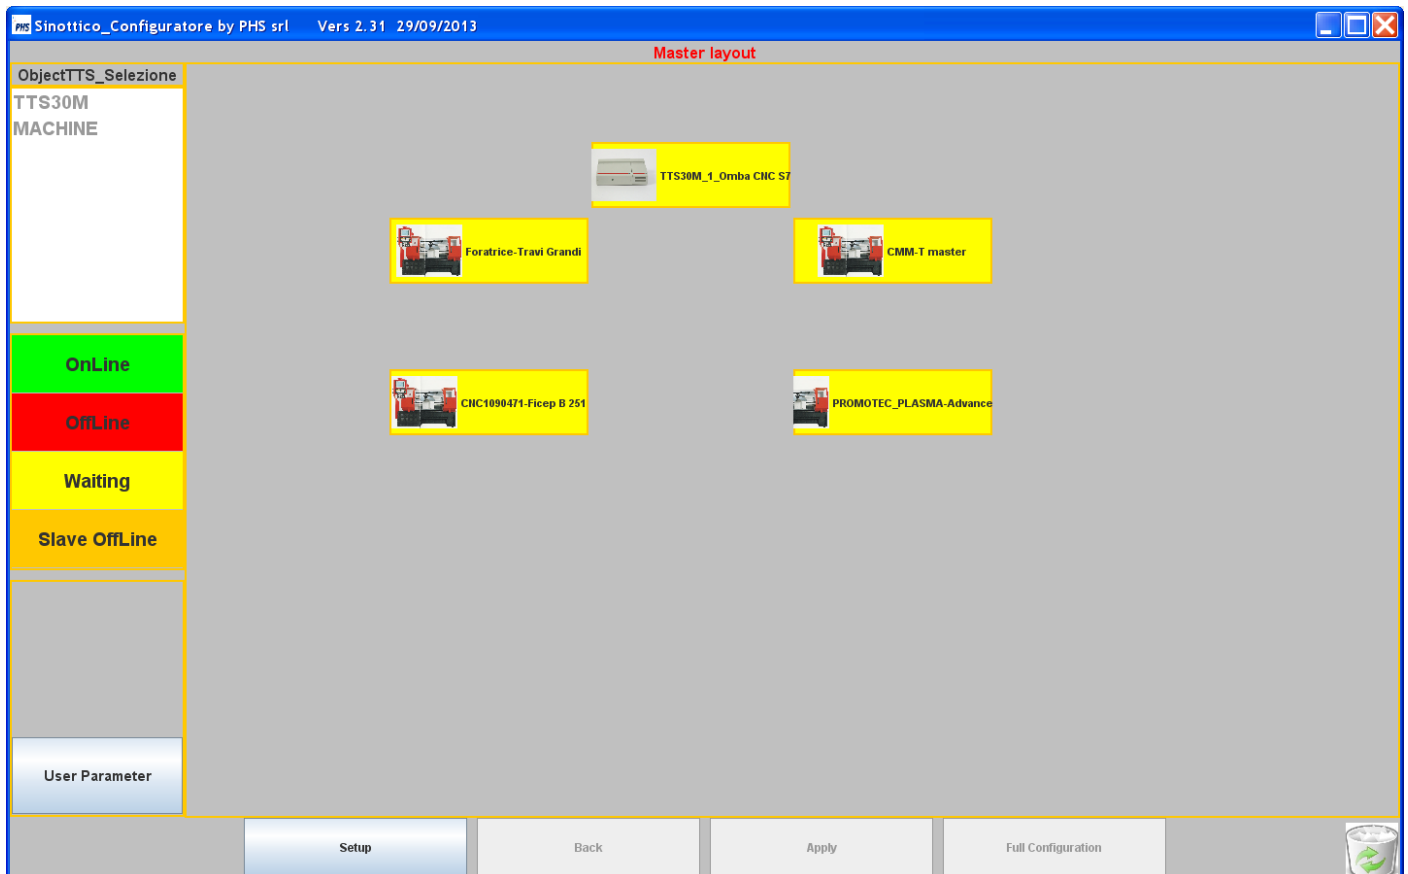 PHS Sinottico_Configuratore by PHS srl Vers 2.31 29/09/2013
Master layout
ObjectTTS_Selezione
TTS30M
MACHINE
TTS30M_1_Omba CNC S7
Foratrice-Travi Grandi
CMM-T master
CNC1090471-Ficep B 251
PROMOTEC_PLASMA-Advance
OnLine
OffLine
Waiting
Slave OffLine
User Parameter
Setup
Back
Apply
Full Configuration